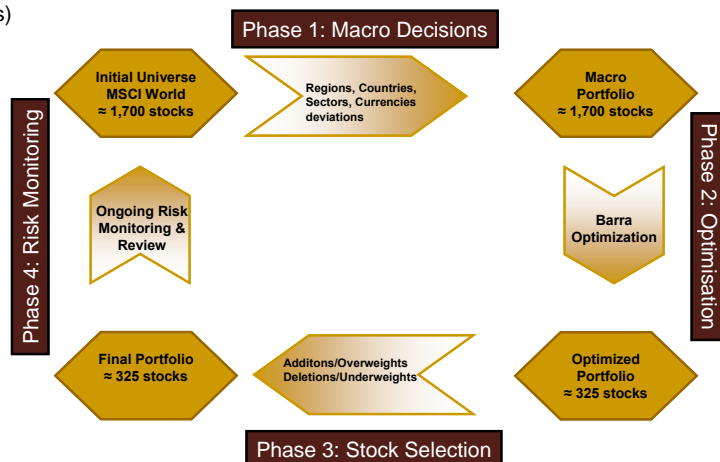 s)
Phase 1: Macro Decisions
Initial Universe
MSCI World
≈ 1,700 stocks
Regions, Countries,
Sectors, Currencies
deviations
Macro
Portfolio
≈ 1,700 stocks
Phase 2: Optimisation
Barra
Optimization
Optimized
Portfolio
≈ 325 stocks
Phase 3: Stock Selection
Additons/Overweights
Deletions/Underweights
Final Portfolio
≈ 325 stocks
Phase 4: Risk Monitoring
Ongoing Risk
Monitoring &
Review